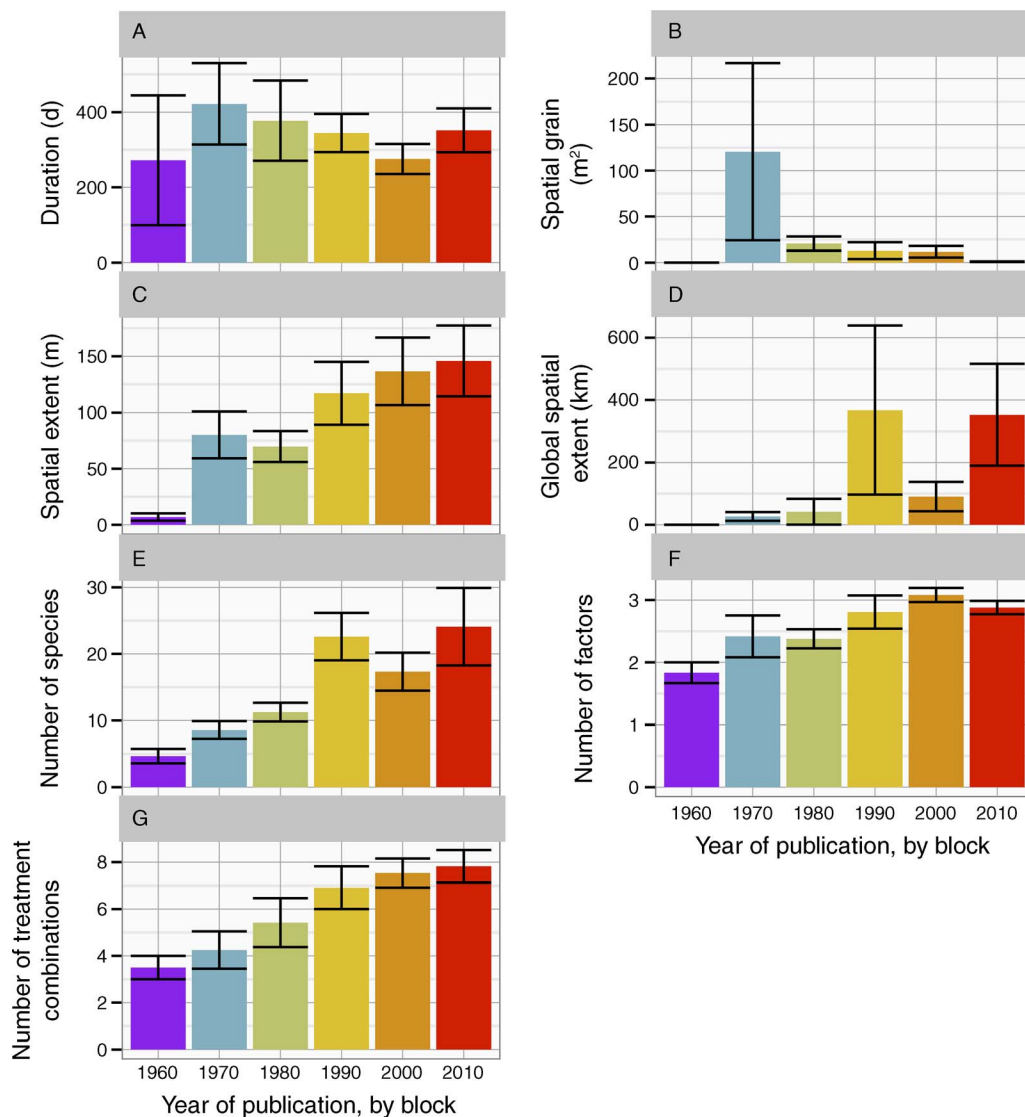 A
Duration (d)
400
200
0
B
Spatial grain
(m²)
200
150
100
50
0
C
Spatial extent (m)
150
100
50
0
D
Global spatial
extent (km)
600
400
200
0
E
Number of species
30
20
10
0
F
Number of factors
3
2
1
0
1960 1970 1980 1990 2000 2010
Year of publication, by block
G
Number of treatment
combinations
8
6
4
2
0
1960 1970 1980 1990 2000 2010
Year of publication, by block